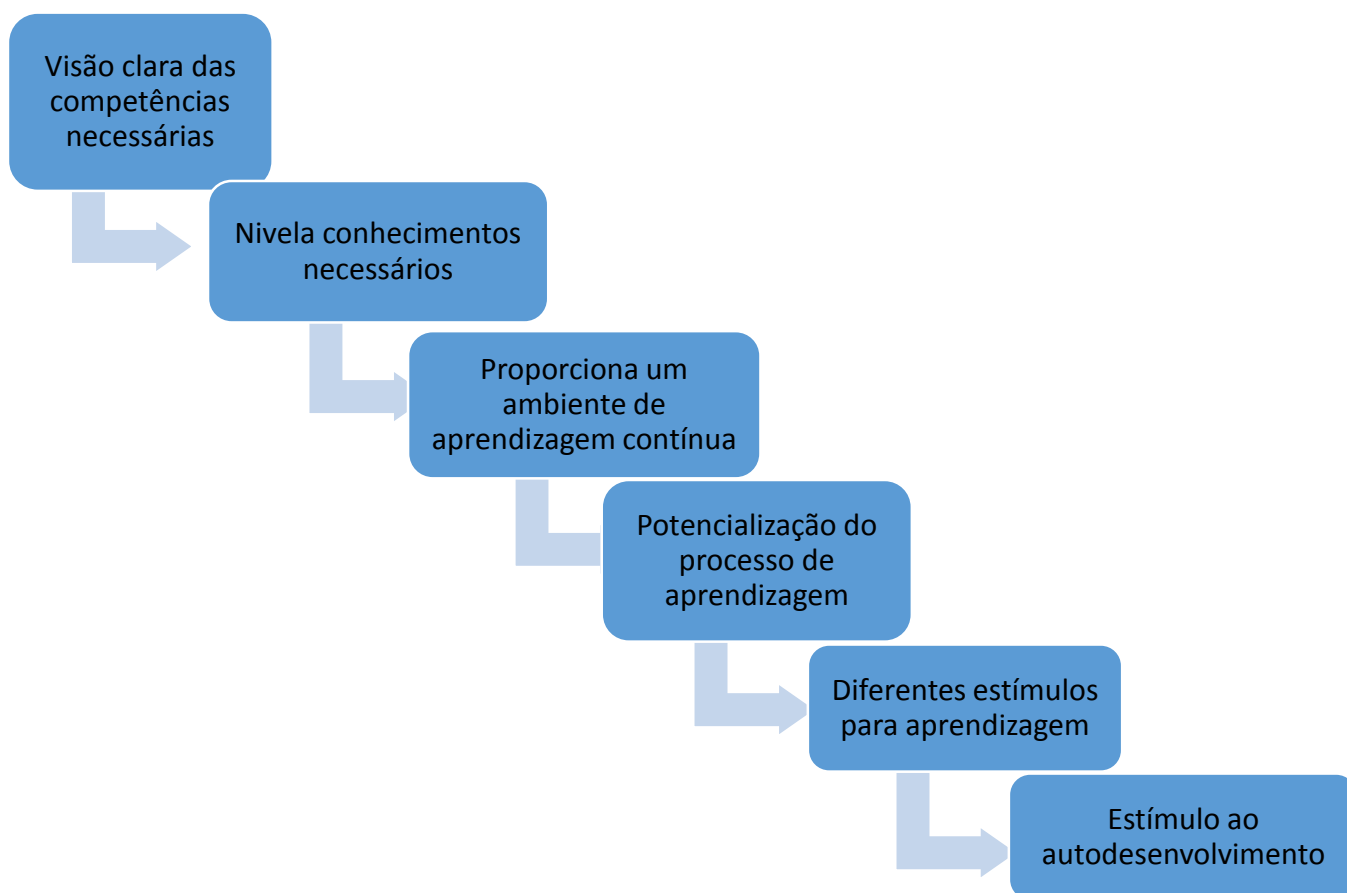 Visão clara das
competências
necessárias
Nivela conhecimentos
necessários
Proporciona um
ambiente de
aprendizagem contínua
Potencialização do
processo de
aprendizagem
Diferentes estímulos
para aprendizagem
Estímulo ao
autodesenvolvimento